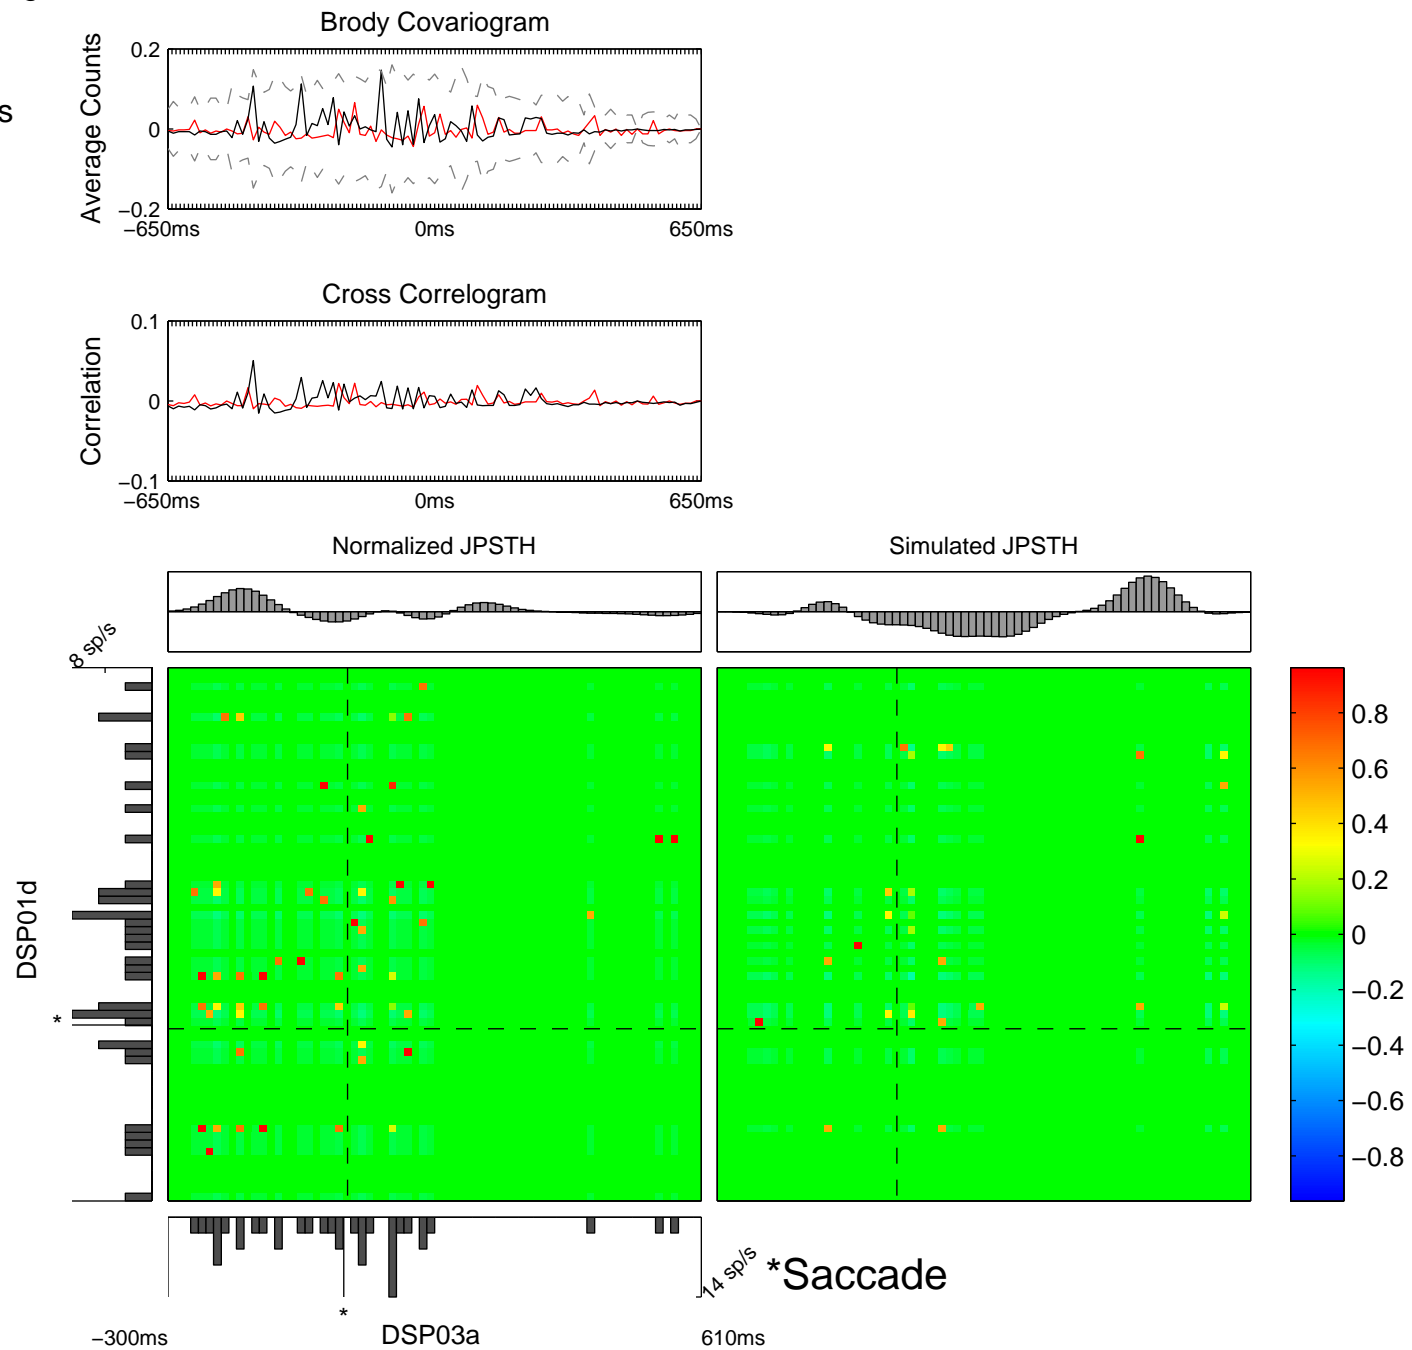 Brody Covariogram
Average Counts
0.2
0
−0.2
−650ms 0ms 650ms
s
Cross Correlogram
Correlation
0.1
0
−0.1
−650ms 0ms 650ms
Normalized JPSTH
Simulated JPSTH
8 sp/s
DSP01d
*
0.8
0.6
0.4
0.2
0
−0.2
−0.4
−0.6
−0.8
14 sp/s
*Saccade
*
−300ms DSP03a 610ms